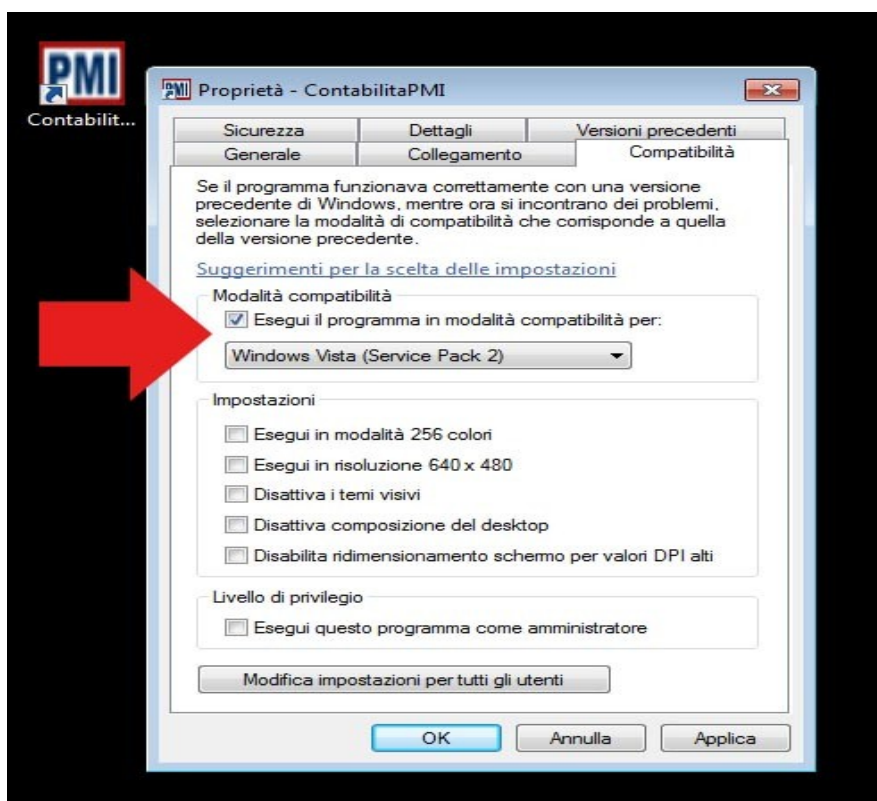 PMI
Contabilit...
PMI Proprietà - ContabilitaPMI
Sicurezza Dettagli Versioni precedenti
Generale Collegamento Compatibilità
Se il programma funzionava correttamente con una versione
precedente di Windows, mentre ora si incontrano dei problemi,
selezionare la modalità di compatibilità che corrisponde a quella
della versione precedente.
Suggerimenti per la scelta delle impostazioni
Modalità compatibilità
Esegui il programma in modalità compatibilità per:
Windows Vista (Service Pack 2)
Impostazioni
Esegui in modalità 256 colori
Esegui in risoluzione 640 x 480
Disattiva i temi visivi
Disattiva composizione del desktop
Disabilita ridimensionamento schermo per valori DPI alti
Livello di privilegio
Esegui questo programma come amministratore
Modifica impostazioni per tutti gli utenti
OK Annulla Applica